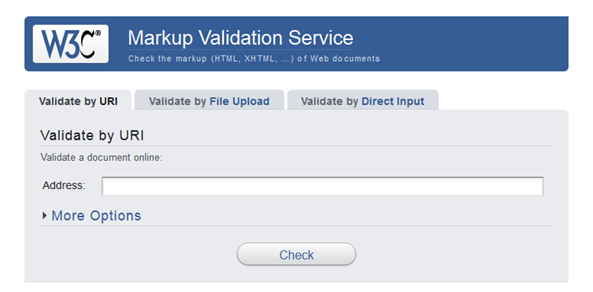 W3C®
Markup Validation Service
Check the markup (HTML, XHTML, ...) of Web documents
Validate by URI
Validate by File Upload
Validate by Direct Input
Validate by URI
Validate a document online:
Address:
More Options
Check